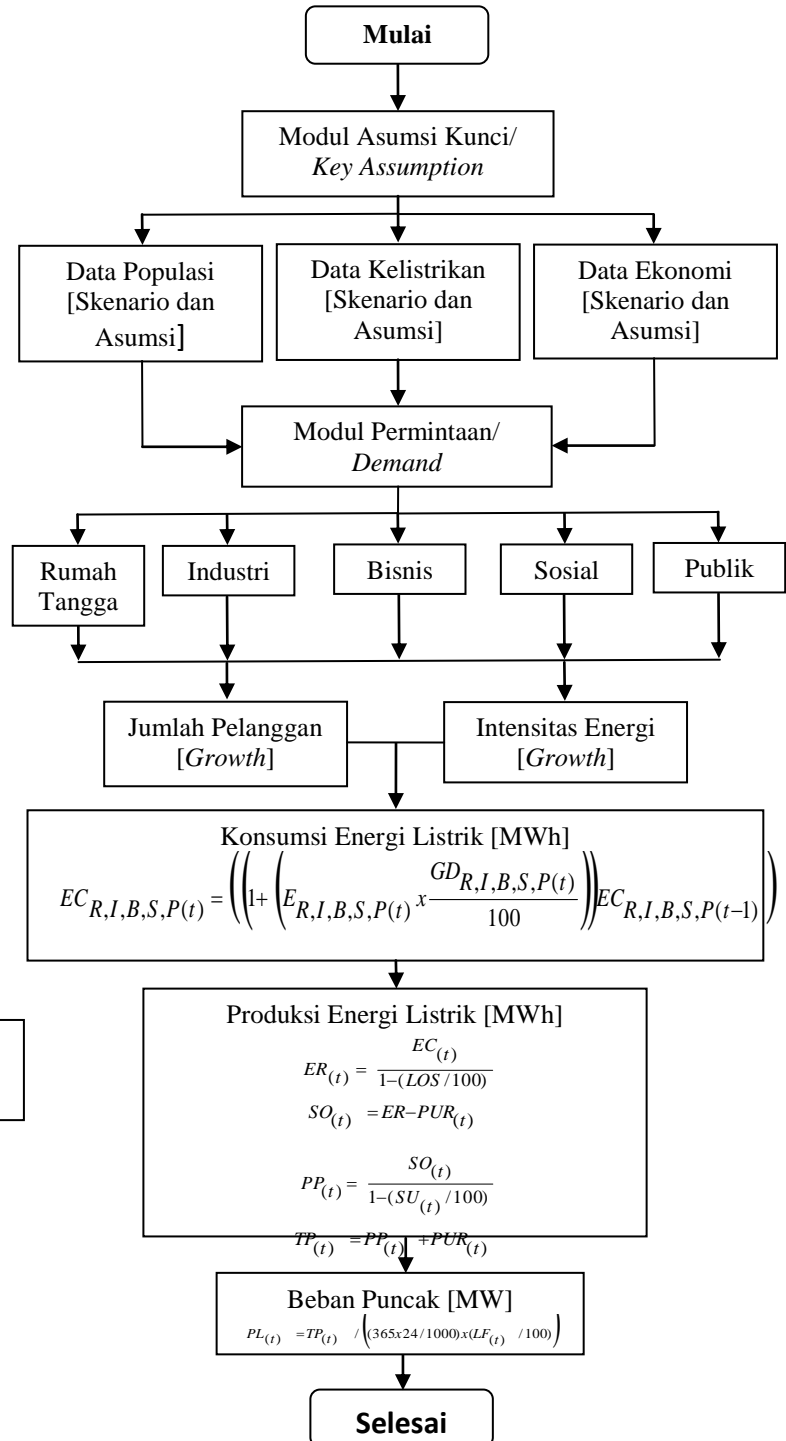 Mulai
Modul Asumsi Kunci/
Key Assumption
Data Populasi
[Skenario dan
Asumsi]
Data Kelistrikan
[Skenario dan
Asumsi]
Data Ekonomi
[Skenario dan
Asumsi]
Modul Permintaan/
Demand
Rumah
Tangga
Industri
Bisnis
Sosial
Publik
Jumlah Pelanggan
[Growth]
Intensitas Energi
[Growth]
Konsumsi Energi Listrik [MWh]
EC_{R,I,B,S,P(t)} = ((1+ (E_{R,I,B,S,P(t)} x GD_{R,I,B,S,P(t)}/100))EC_{R,I,B,S,P(t−1)})
Produksi Energi Listrik [MWh]
ER_{(t)} = EC_{(t)} / 1−(LOS/100)
SO_{(t)} =ER−PUR_{(t)}
PP_{(t)} = SO_{(t)} / 1−(SU_{(t)}/100)
TP_{(t)} =PP_{(t)} +PUR_{(t)}
Beban Puncak [MW]
PL_{(t)} =TP_{(t)} /((365x24/1000)x(LF_{(t)} /100))
Selesai